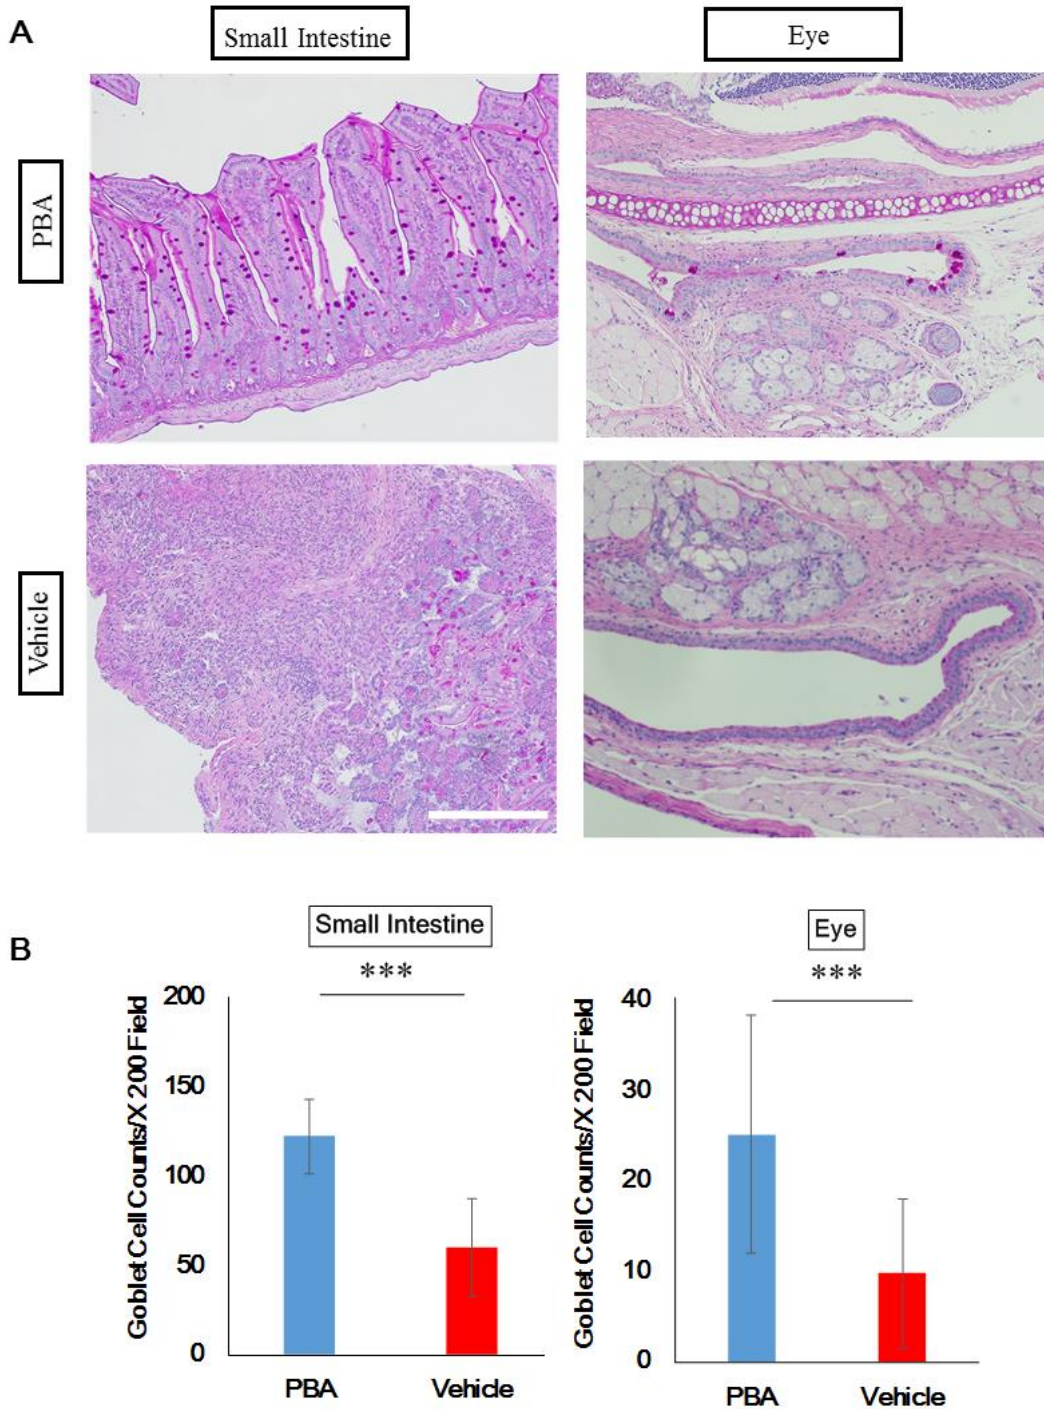 A
Small Intestine
Eye
PBA
Vehicle
B
Small Intestine
Eye
***
***
Goblet Cell Counts/X 200 Field
200
150
100
50
0
PBA
Vehicle
Goblet Cell Counts/X 200 Field
40
30
20
10
0
PBA
Vehicle